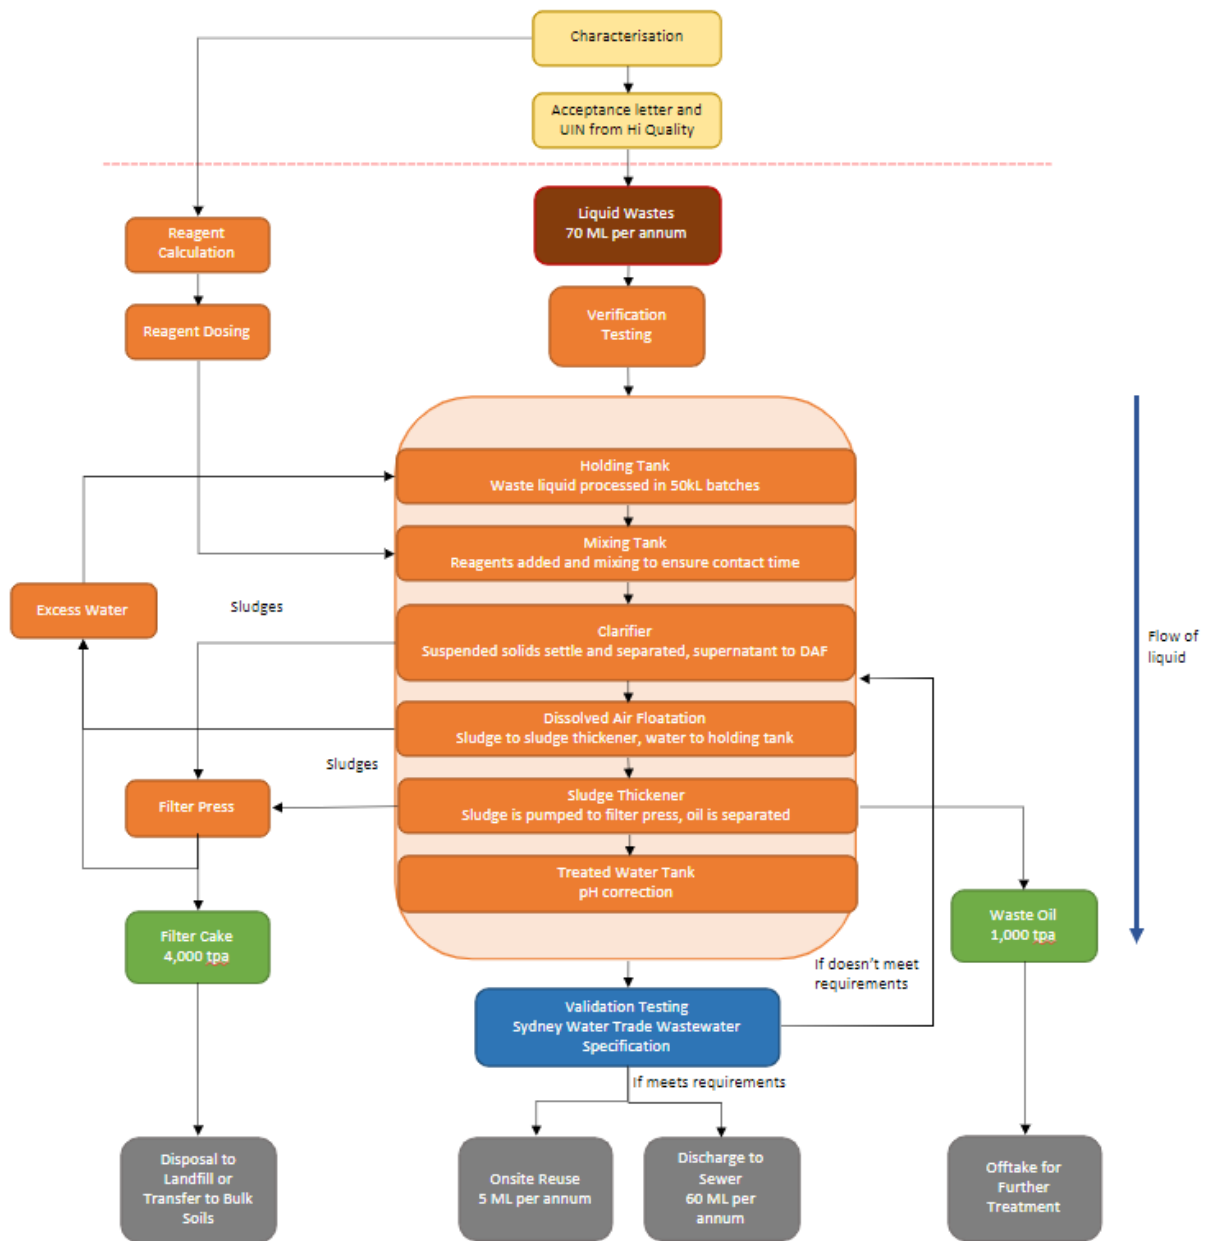 Characterisation
Acceptance letter and
UIN from Hi Quality
Liquid Wastes
70 ML per annum
Reagent
Calculation
Verification
Testing
Reagent Dosing
Holding Tank
Waste liquid processed in 50kL batches
Mixing Tank
Reagents added and mixing to ensure contact time
Excess Water
Sludges
Clarifier
Suspended solids settle and separated, supernatant to DAF
Flow of
liquid
Dissolved Air Floatation
Sludge to sludge thickener, water to holding tank
Sludges
Filter Press
Sludge Thickener
Sludge is pumped to filter press, oil is separated
Treated Water Tank
pH correction
Filter Cake
4,000 tpa
Waste Oil
1,000 tpa
If doesn't meet
requirements
Validation Testing
Sydney Water Trade Wastewater
Specification
If meets requirements
Disposal to
Landfill or
Transfer to Bulk
Soils
Onsite Reuse
5 ML per annum
Discharge to
Sewer
60 ML per
annum
Offtake for
Further
Treatment